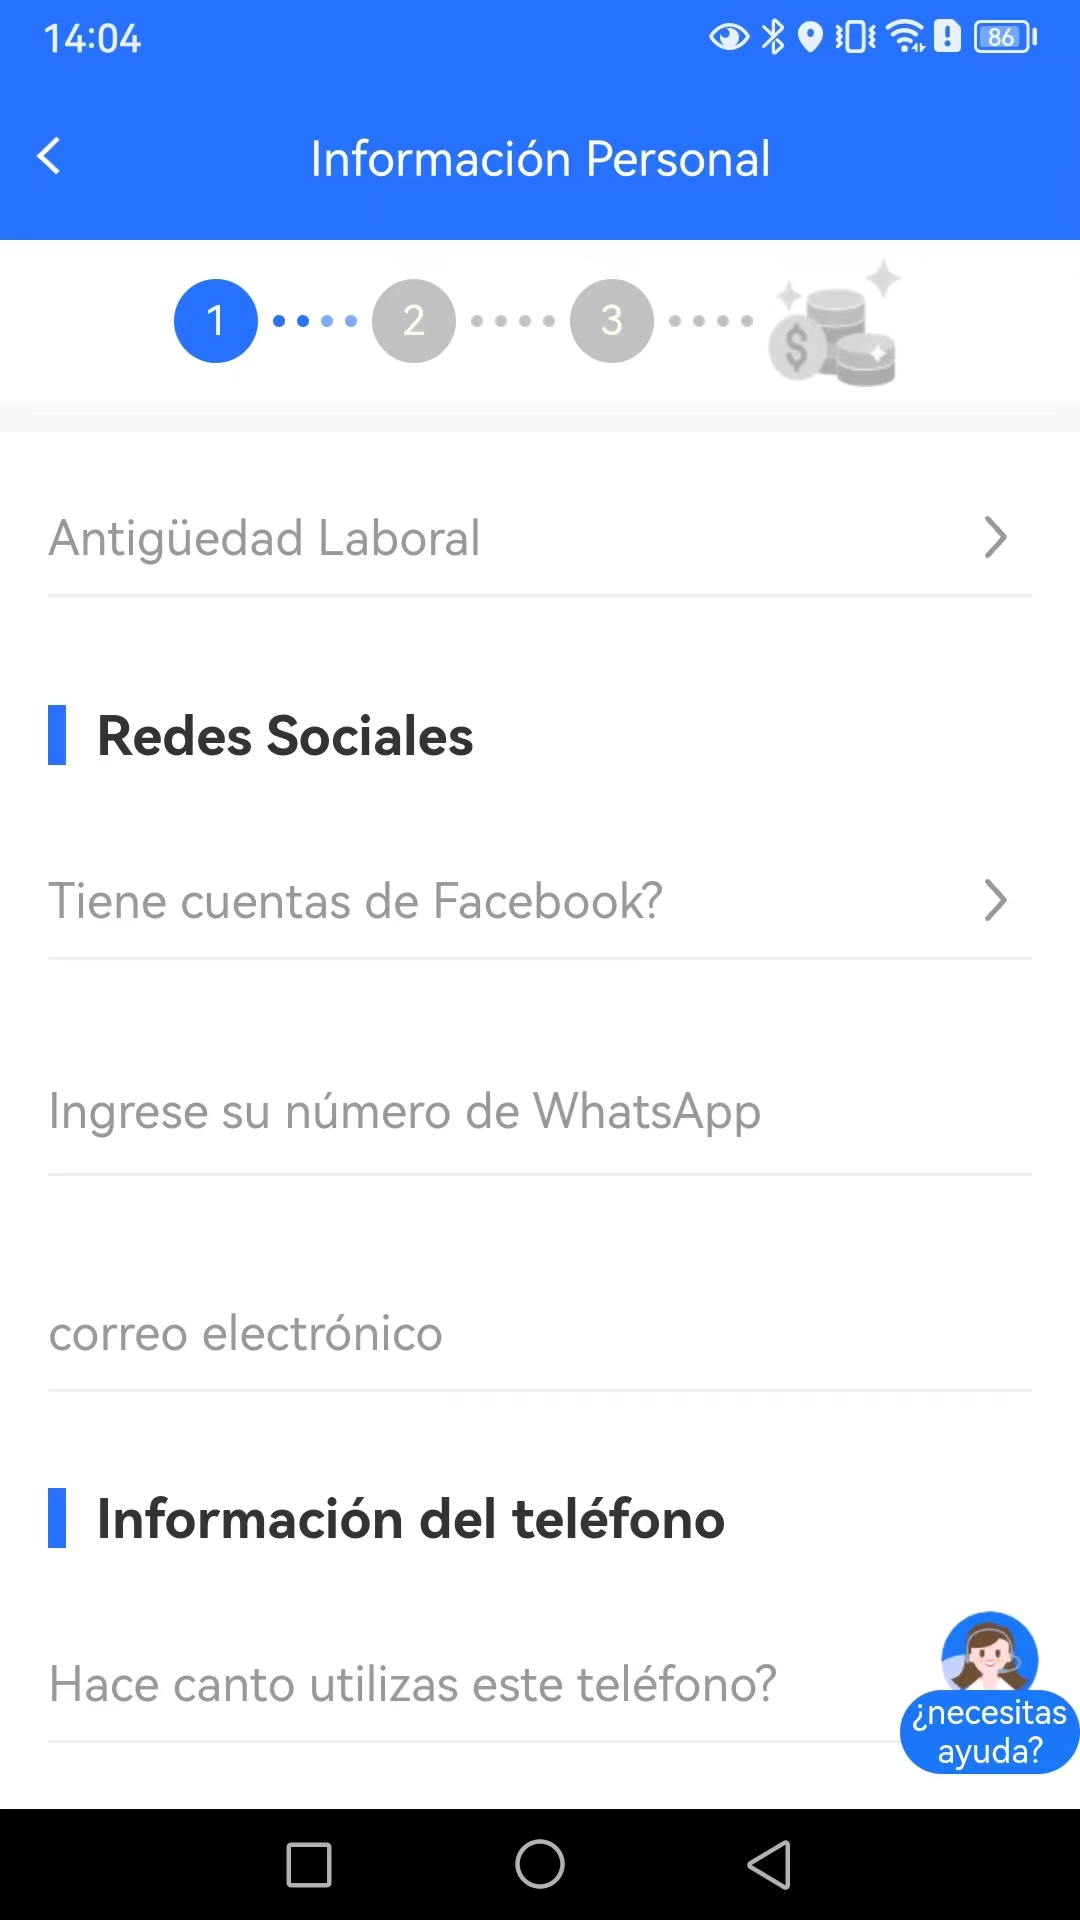 14:04
86
Información Personal
1
2
3
$
Antigüedad Laboral
Redes Sociales
Tiene cuentas de Facebook?
Ingrese su número de WhatsApp
correo electrónico
Información del teléfono
Hace canto utilizas este teléfono?
¿necesitas
ayuda?